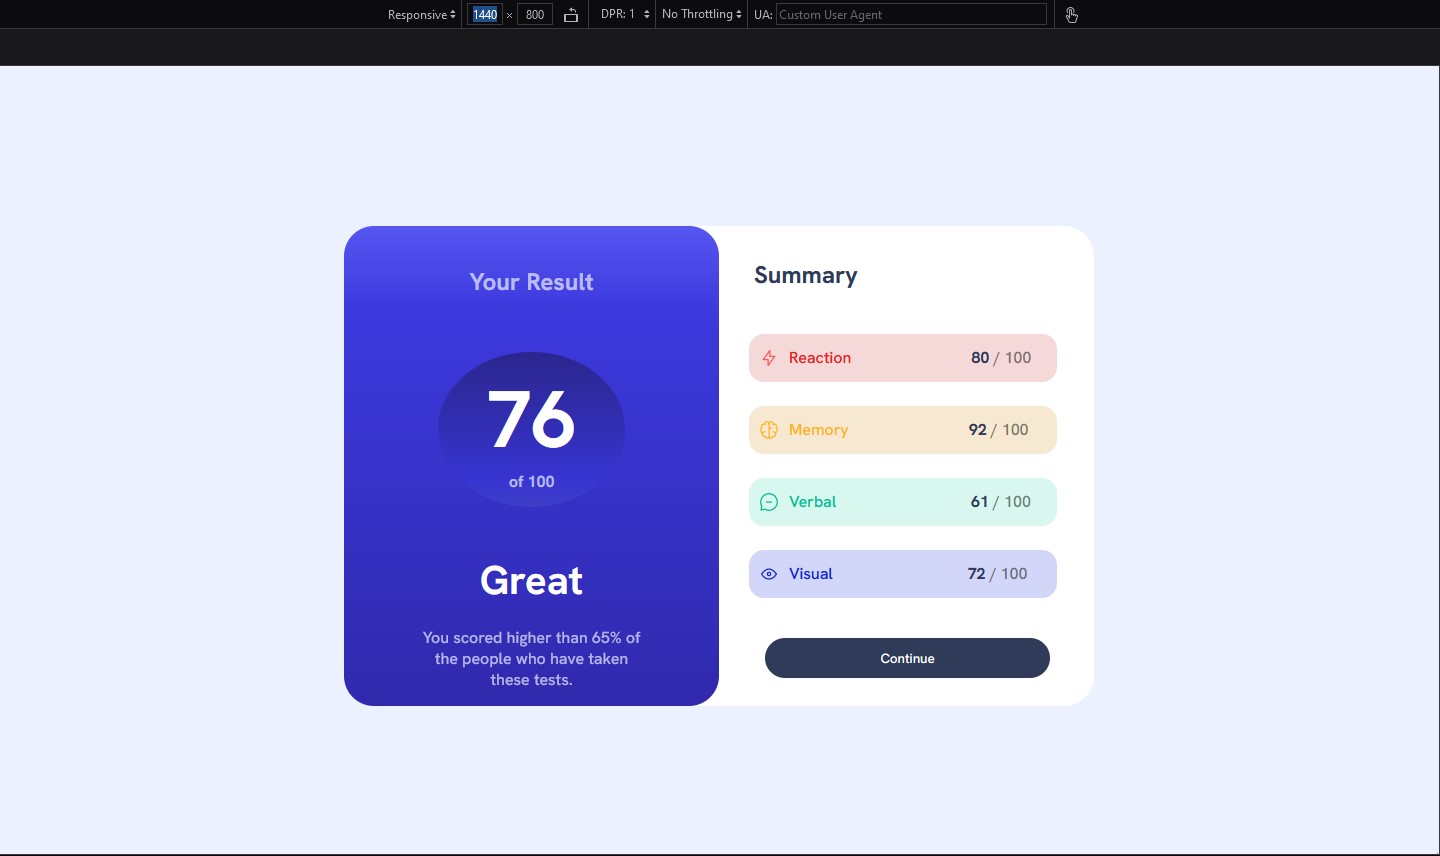 Responsive 1440 × 800 DPR: 1 No Throttling UA: Custom User Agent
Your Result
76
of 100
Great
You scored higher than 65% of
the people who have taken
these tests.
Summary
Reaction 80 / 100
Memory 92 / 100
Verbal 61 / 100
Visual 72 / 100
Continue